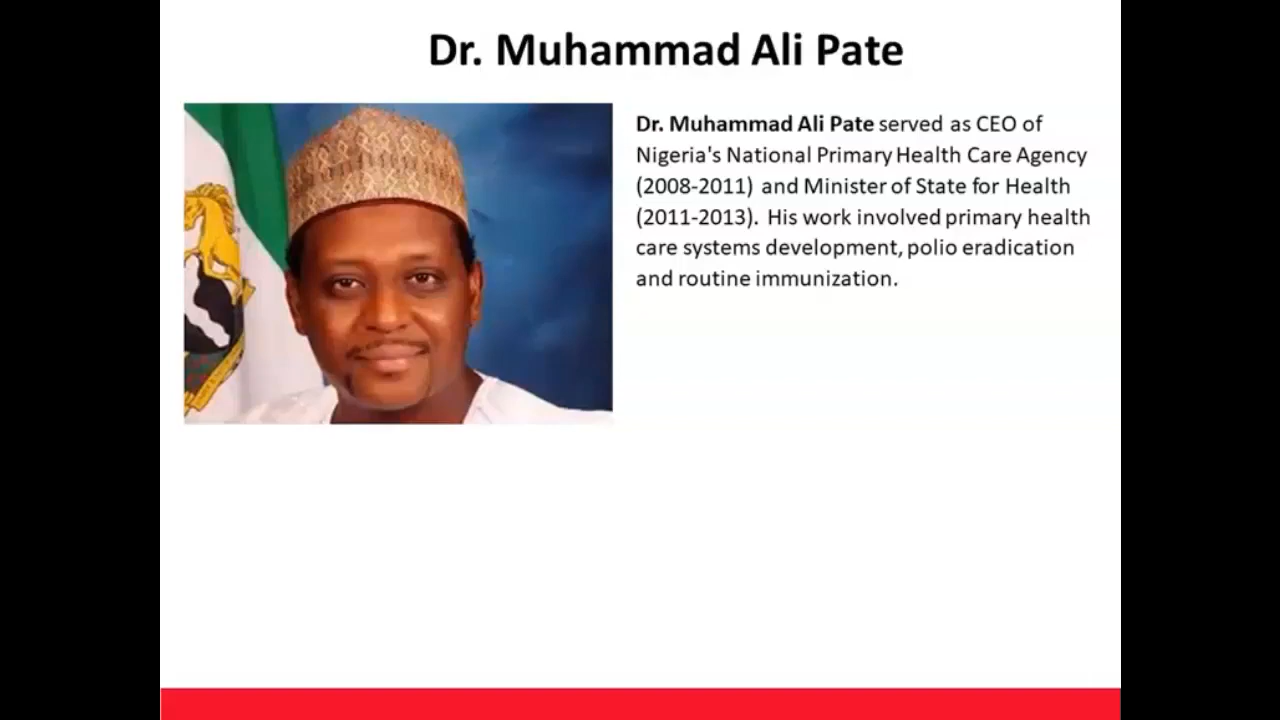 Dr. Muhammad Ali Pate
Dr. Muhammad Ali Pate served as CEO of
Nigeria's National Primary Health Care Agency
(2008-2011) and Minister of State for Health
(2011-2013). His work involved primary health
care systems development, polio eradication
and routine immunization.